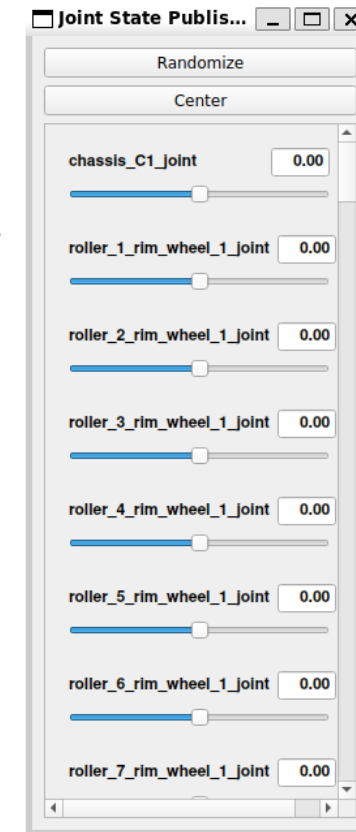 Joint State Publis...
Randomize
Center
chassis_C1_joint 0.00
roller_1_rim_wheel_1_joint 0.00
roller_2_rim_wheel_1_joint 0.00
roller_3_rim_wheel_1_joint 0.00
roller_4_rim_wheel_1_joint 0.00
roller_5_rim_wheel_1_joint 0.00
roller_6_rim_wheel_1_joint 0.00
roller_7_rim_wheel_1_joint 0.00